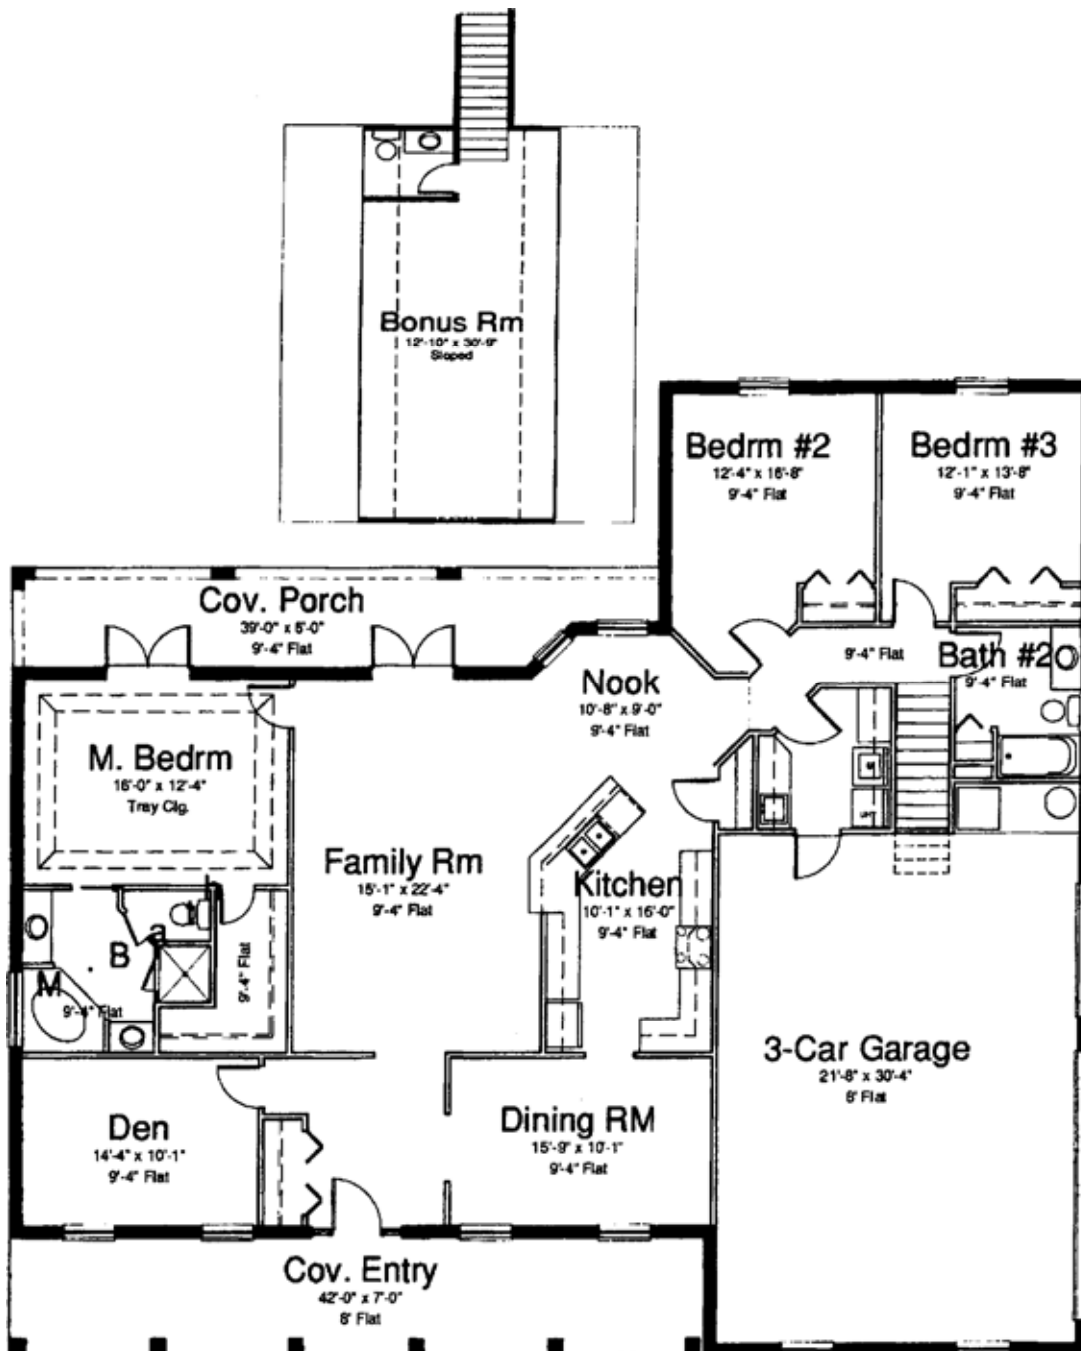 Bonus Rm
12'-10" x 30'-9"
Sloped
Bedrm #2
12'-4" x 16'-8"
9'-4" Flat
Bedrm #3
12'-1" x 13'-8"
9'-4" Flat
Cov. Porch
39'-0" x 8'-0"
9'-4" Flat
9'-4" Flat
Bath #2
9'-4" Flat
Nook
10'-8" x 9'-0"
9'-4" Flat
M. Bedrm
16'-0" x 12'-4"
Tray Clg.
Family Rm
15'-1" x 22'-4"
9'-4" Flat
Kitchen
10'-1" x 16'-0"
9'-4" Flat
M B
9'-4" Flat
9'-4" Flat
3-Car Garage
21'-8" x 30'-4"
8' Flat
Den
14'-4" x 10'-1"
9'-4" Flat
Dining RM
15'-9" x 10'-1"
9'-4" Flat
Cov. Entry
42'-0" x 7'-0"
8' Flat